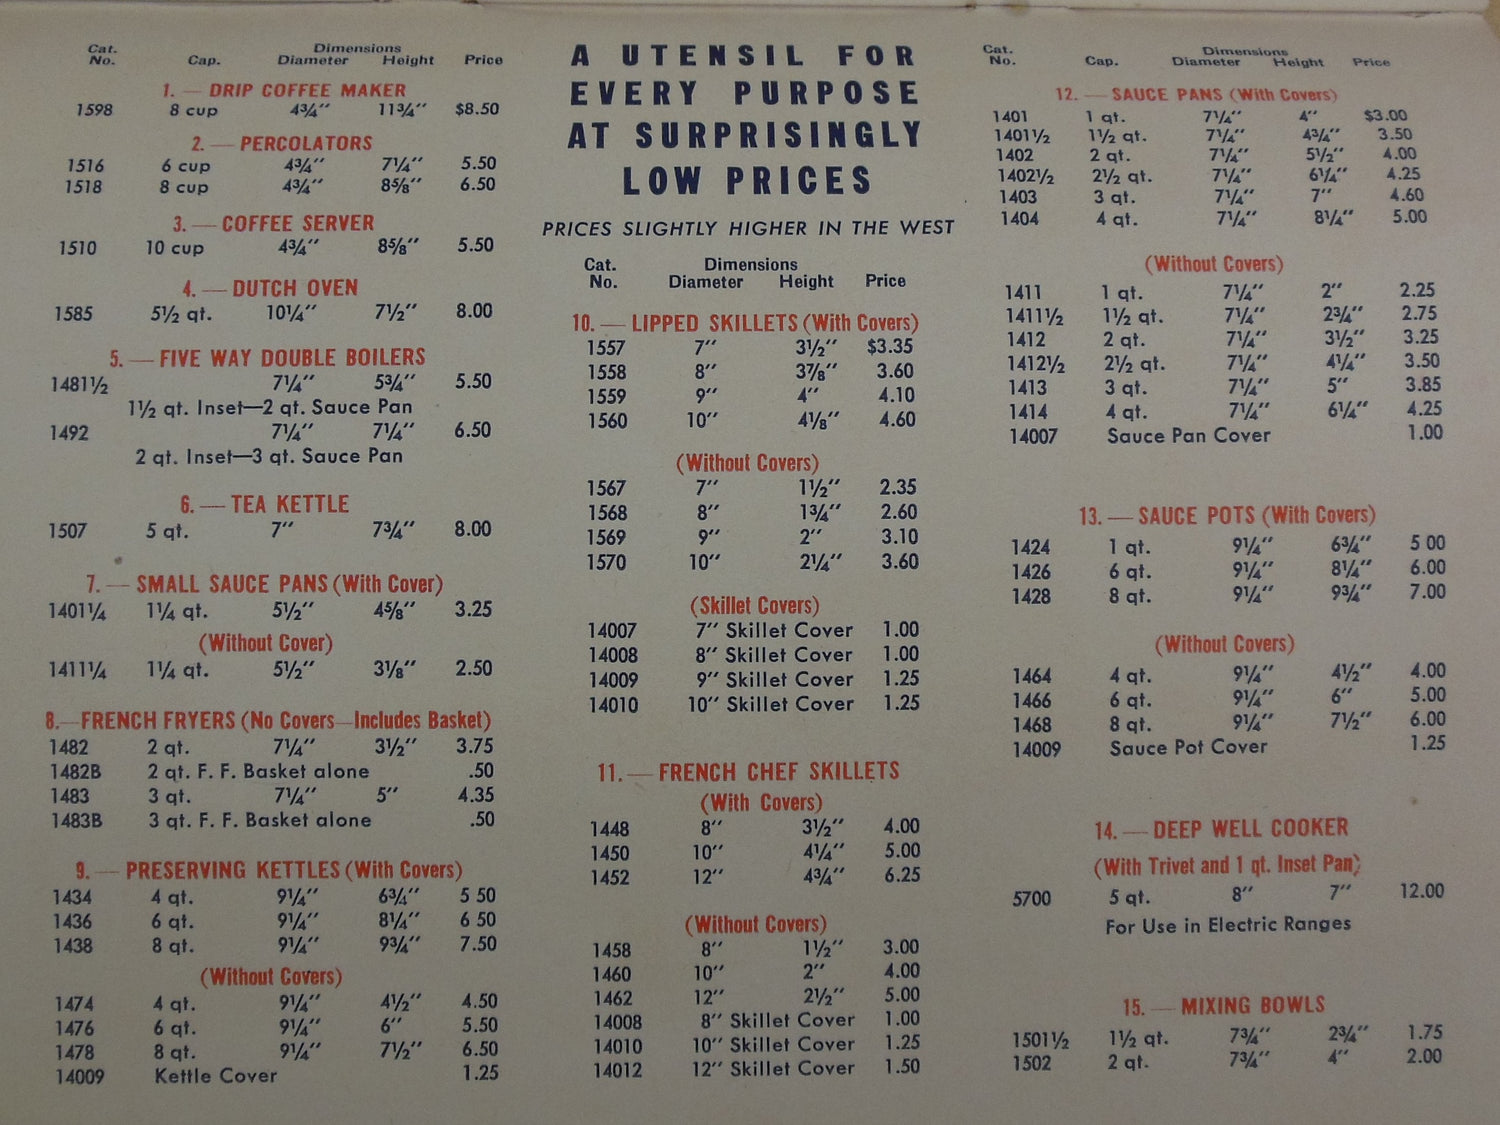 Cat. No. Cap. Dimensions Diameter Height Price
1. — DRIP COFFEE MAKER
1598 8 cup 4¾″ 11¾″ $8.50
2. — PERCOLATORS
1516 6 cup 4¾″ 7¼″ 5.50
1518 8 cup 4¾″ 8⅝″ 6.50
3. — COFFEE SERVER
1510 10 cup 4¾″ 8⅝″ 5.50
4. — DUTCH OVEN
1585 5½ qt. 10¼″ 7½″ 8.00
5. — FIVE WAY DOUBLE BOILERS
1481½ 7¼″ 5¾″ 5.50
1½ qt. Inset—2 qt. Sauce Pan
1492 7¼″ 7¼″ 6.50
2 qt. Inset—3 qt. Sauce Pan
6. — TEA KETTLE
1507 5 qt. 7″ 7¾″ 8.00
7. — SMALL SAUCE PANS (With Cover)
1401¼ 1¼ qt. 5½″ 4⅝″ 3.25
(Without Cover)
1411¼ 1¼ qt. 5½″ 3⅛″ 2.50
8.—FRENCH FRYERS (No Covers—Includes Basket)
1482 2 qt. 7¼″ 3½″ 3.75
1482B 2 qt. F. F. Basket alone .50
1483 3 qt. 7¼″ 5″ 4.35
1483B 3 qt. F. F. Basket alone .50
9. — PRESERVING KETTLES (With Covers)
1434 4 qt. 9¼″ 6¾″ 5 50
1436 6 qt. 9¼″ 8¼″ 6 50
1438 8 qt. 9¼″ 9¾″ 7.50
(Without Covers)
1474 4 qt. 9¼″ 4½″ 4.50
1476 6 qt. 9¼″ 6″ 5.50
1478 8 qt. 9¼″ 7½″ 6.50
14009 Kettle Cover 1.25
A UTENSIL FOR
EVERY PURPOSE
AT SURPRISINGLY
LOW PRICES
PRICES SLIGHTLY HIGHER IN THE WEST
Cat. No. Dimensions Diameter Height Price
10. — LIPPED SKILLETS (With Covers)
1557 7″ 3½″ $3.35
1558 8″ 3⅞″ 3.60
1559 9″ 4″ 4.10
1560 10″ 4⅛″ 4.60
(Without Covers)
1567 7″ 1½″ 2.35
1568 8″ 1¾″ 2.60
1569 9″ 2″ 3.10
1570 10″ 2¼″ 3.60
(Skillet Covers)
14007 7″ Skillet Cover 1.00
14008 8″ Skillet Cover 1.00
14009 9″ Skillet Cover 1.25
14010 10″ Skillet Cover 1.25
11. — FRENCH CHEF SKILLETS
(With Covers)
1448 8″ 3½″ 4.00
1450 10″ 4¼″ 5.00
1452 12″ 4¾″ 6.25
(Without Covers)
1458 8″ 1½″ 3.00
1460 10″ 2″ 4.00
1462 12″ 2½″ 5.00
14008 8″ Skillet Cover 1.00
14010 10″ Skillet Cover 1.25
14012 12″ Skillet Cover 1.50
Cat. No. Cap. Dimensions Diameter Height Price
12. — SAUCE PANS (With Covers)
1401 1 qt. 7¼″ 4″ $3.00
1401½ 1½ qt. 7¼″ 4¾″ 3.50
1402 2 qt. 7¼″ 5½″ 4.00
1402½ 2½ qt. 7¼″ 6¼″ 4.25
1403 3 qt. 7¼″ 7″ 4.60
1404 4 qt. 7¼″ 8¼″ 5.00
(Without Covers)
1411 1 qt. 7¼″ 2″ 2.25
1411½ 1½ qt. 7¼″ 2¾″ 2.75
1412 2 qt. 7¼″ 3½″ 3.25
1412½ 2½ qt. 7¼″ 4¼″ 3.50
1413 3 qt. 7¼″ 5″ 3.85
1414 4 qt. 7¼″ 6¼″ 4.25
14007 Sauce Pan Cover 1.00
13. — SAUCE POTS (With Covers)
1424 1 qt. 9¼″ 6¾″ 5 00
1426 6 qt. 9¼″ 8¼″ 6.00
1428 8 qt. 9¼″ 9¾″ 7.00
(Without Covers)
1464 4 qt. 9¼″ 4½″ 4.00
1466 6 qt. 9¼″ 6″ 5.00
1468 8 qt. 9¼″ 7½″ 6.00
14009 Sauce Pot Cover 1.25
14. — DEEP WELL COOKER
(With Trivet and 1 qt. Inset Pan)
5700 5 qt. 8″ 7″ 12.00
For Use in Electric Ranges
15. — MIXING BOWLS
1501½ 1½ qt. 7¾″ 2¾″ 1.75
1502 2 qt. 7¾″ 4″ 2.00